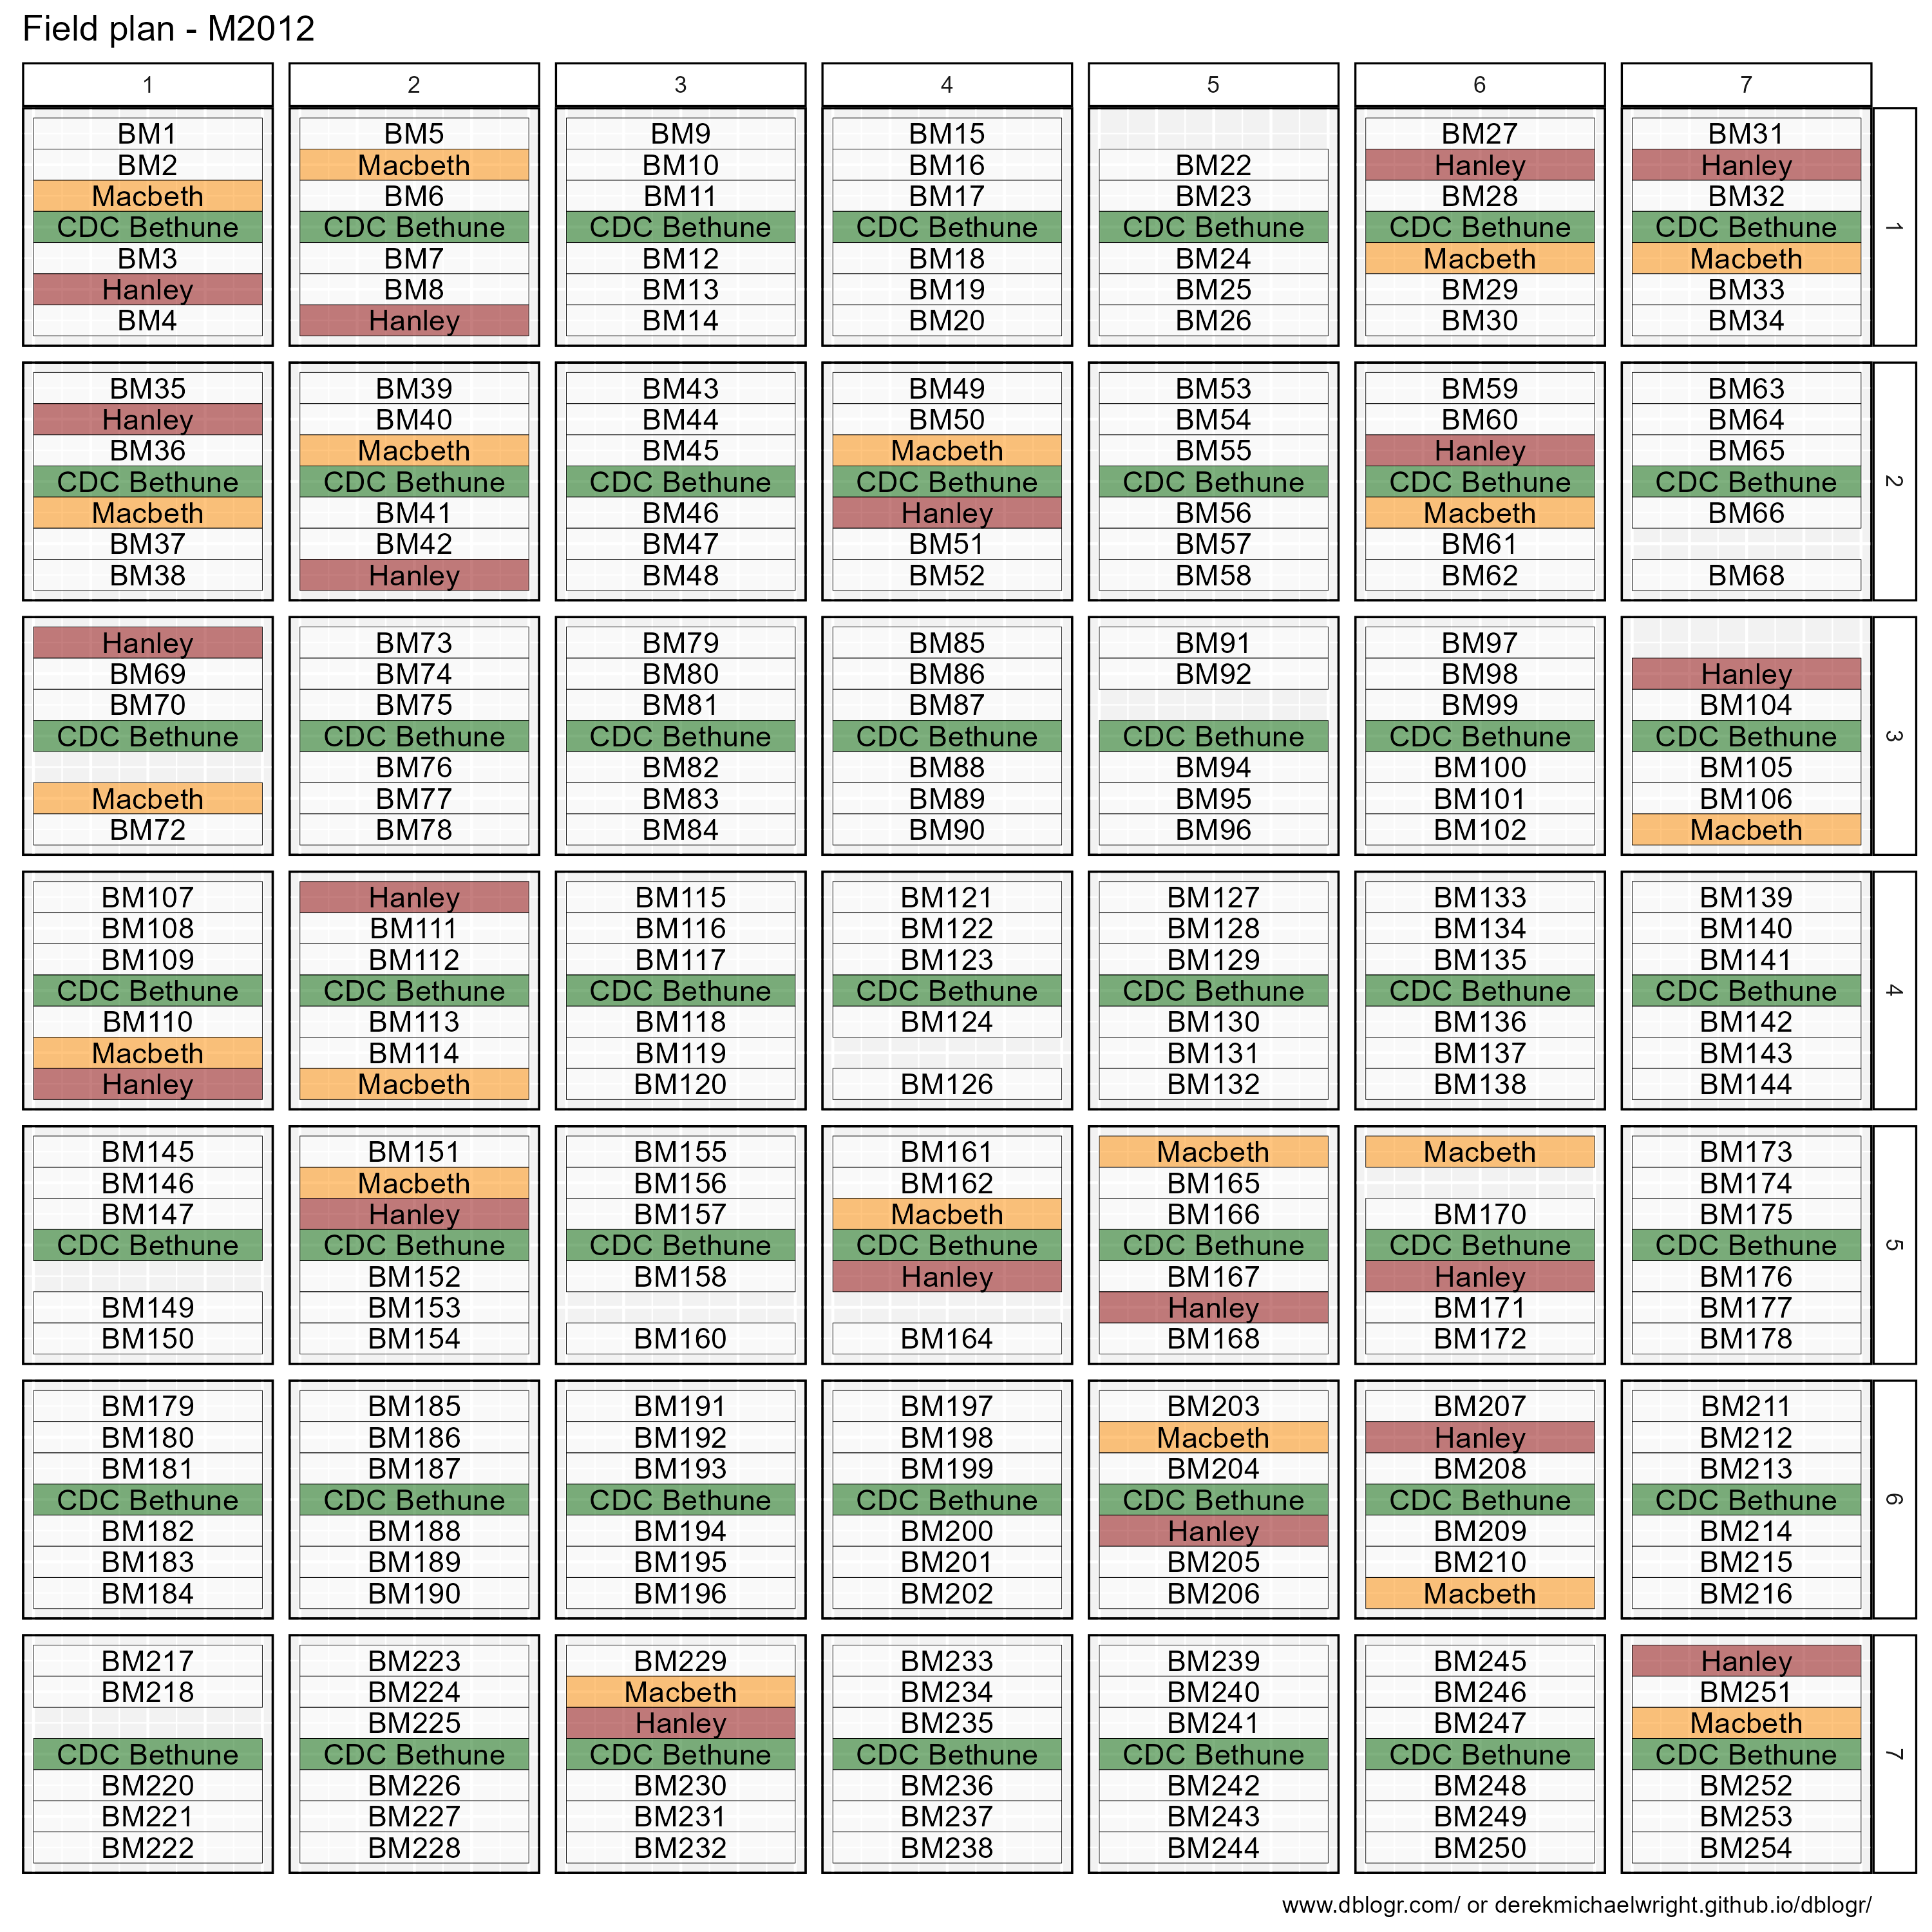 Field plan - M2012
1 2 3 4 5 6 7
BM1 BM5 BM9 BM15 BM27 BM31
BM2 Macbeth BM10 BM16 BM22 Hanley Hanley
Macbeth BM6 BM11 BM17 BM23 BM28 BM32
CDC Bethune CDC Bethune CDC Bethune CDC Bethune CDC Bethune CDC Bethune CDC Bethune 1
BM3 BM7 BM12 BM18 BM24 Macbeth Macbeth
Hanley BM8 BM13 BM19 BM25 BM29 BM33
BM4 Hanley BM14 BM20 BM26 BM30 BM34
BM35 BM39 BM43 BM49 BM53 BM59 BM63
Hanley BM40 BM44 BM50 BM54 BM60 BM64
BM36 Macbeth BM45 Macbeth BM55 Hanley BM65
CDC Bethune CDC Bethune CDC Bethune CDC Bethune CDC Bethune CDC Bethune CDC Bethune 2
Macbeth BM41 BM46 Hanley BM56 Macbeth BM66
BM37 BM42 BM47 BM51 BM57 BM61
BM38 Hanley BM48 BM52 BM58 BM62 BM68
Hanley BM73 BM79 BM85 BM91 BM97
BM69 BM74 BM80 BM86 BM92 BM98 Hanley
BM70 BM75 BM81 BM87 BM99 BM104
CDC Bethune CDC Bethune CDC Bethune CDC Bethune CDC Bethune CDC Bethune CDC Bethune 3
BM76 BM82 BM88 BM94 BM100 BM105
Macbeth BM77 BM83 BM89 BM95 BM101 BM106
BM72 BM78 BM84 BM90 BM96 BM102 Macbeth
BM107 Hanley BM115 BM121 BM127 BM133 BM139
BM108 BM111 BM116 BM122 BM128 BM134 BM140
BM109 BM112 BM117 BM123 BM129 BM135 BM141
CDC Bethune CDC Bethune CDC Bethune CDC Bethune CDC Bethune CDC Bethune CDC Bethune 4
BM110 BM113 BM118 BM124 BM130 BM136 BM142
Macbeth BM114 BM119 BM131 BM137 BM143
Hanley Macbeth BM120 BM126 BM132 BM138 BM144
BM145 BM151 BM155 BM161 Macbeth Macbeth BM173
BM146 Macbeth BM156 BM162 BM165 BM174
BM147 Hanley BM157 Macbeth BM166 BM170 BM175
CDC Bethune CDC Bethune CDC Bethune CDC Bethune CDC Bethune CDC Bethune CDC Bethune 5
BM152 BM158 Hanley BM167 Hanley BM176
BM149 BM153 Hanley BM171 BM177
BM150 BM154 BM160 BM164 BM168 BM172 BM178
BM179 BM185 BM191 BM197 BM203 BM207 BM211
BM180 BM186 BM192 BM198 Macbeth Hanley BM212
BM181 BM187 BM193 BM199 BM204 BM208 BM213
CDC Bethune CDC Bethune CDC Bethune CDC Bethune CDC Bethune CDC Bethune CDC Bethune 6
BM182 BM188 BM194 BM200 Hanley BM209 BM214
BM183 BM189 BM195 BM201 BM205 BM210 BM215
BM184 BM190 BM196 BM202 BM206 Macbeth BM216
BM217 BM223 BM229 BM233 BM239 BM245 Hanley
BM218 BM224 Macbeth BM234 BM240 BM246 BM251
BM225 Hanley BM235 BM241 BM247 Macbeth
CDC Bethune CDC Bethune CDC Bethune CDC Bethune CDC Bethune CDC Bethune CDC Bethune 7
BM220 BM226 BM230 BM236 BM242 BM248 BM252
BM221 BM227 BM231 BM237 BM243 BM249 BM253
BM222 BM228 BM232 BM238 BM244 BM250 BM254
www.dblogr.com/ or derekmichaelwright.github.io/dblogr/